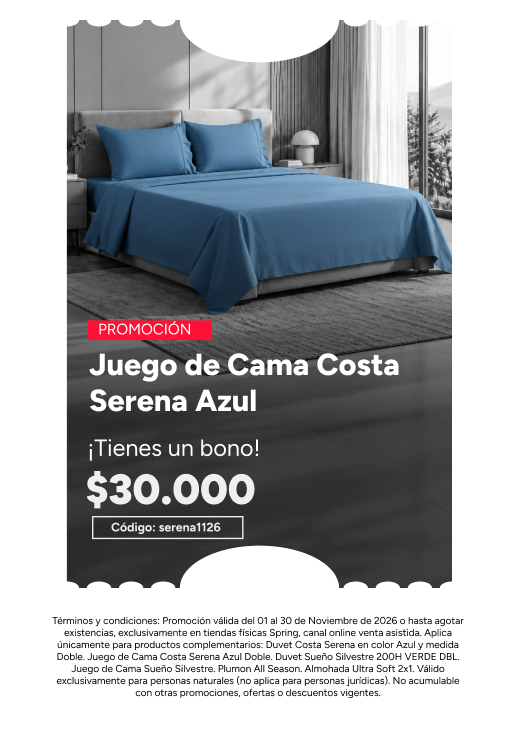 PROMOCIÓN
Juego de Cama Costa
Serena Azul
¡Tienes un bono!
$30.000
Código: serena1126
Términos y condiciones: Promoción válida del 01 al 30 de Noviembre de 2026 o hasta agotar
existencias, exclusivamente en tiendas físicas Spring, canal online venta asistida. Aplica
únicamente para productos complementarios: Duvet Costa Serena en color Azul y medida
Doble. Juego de Cama Costa Serena Azul Doble. Duvet Sueño Silvestre 200H VERDE DBL.
Juego de Cama Sueño Silvestre. Plumon All Season. Almohada Ultra Soft 2x1. Válido
exclusivamente para personas naturales (no aplica para personas jurídicas). No acumulable
con otras promociones, ofertas o descuentos vigentes.